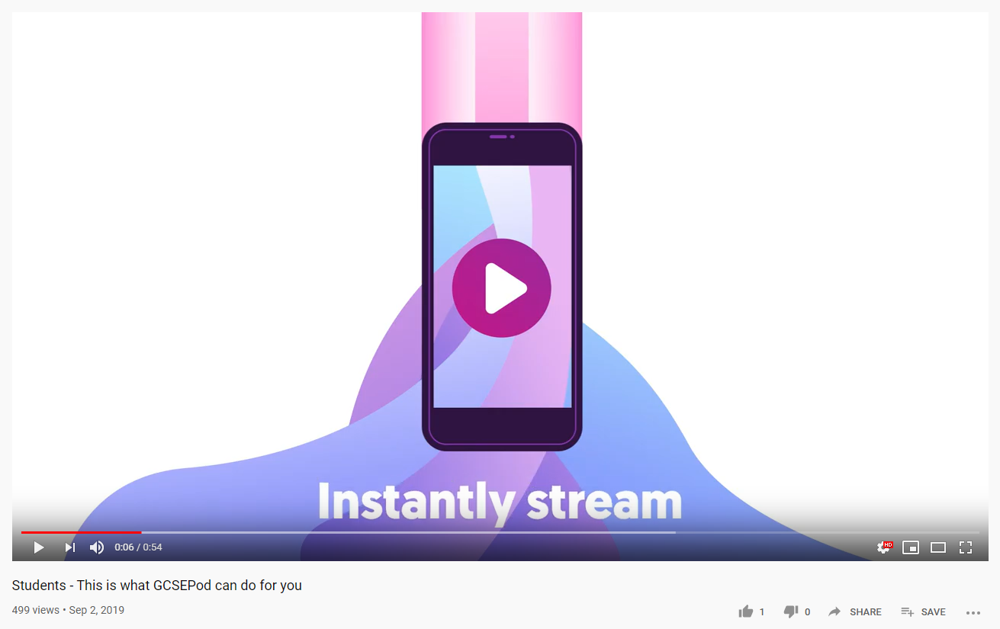 Instantly stream
0:06 / 0:54
HD
Students - This is what GCSEPod can do for you
499 views • Sep 2, 2019
1
0
SHARE
SAVE